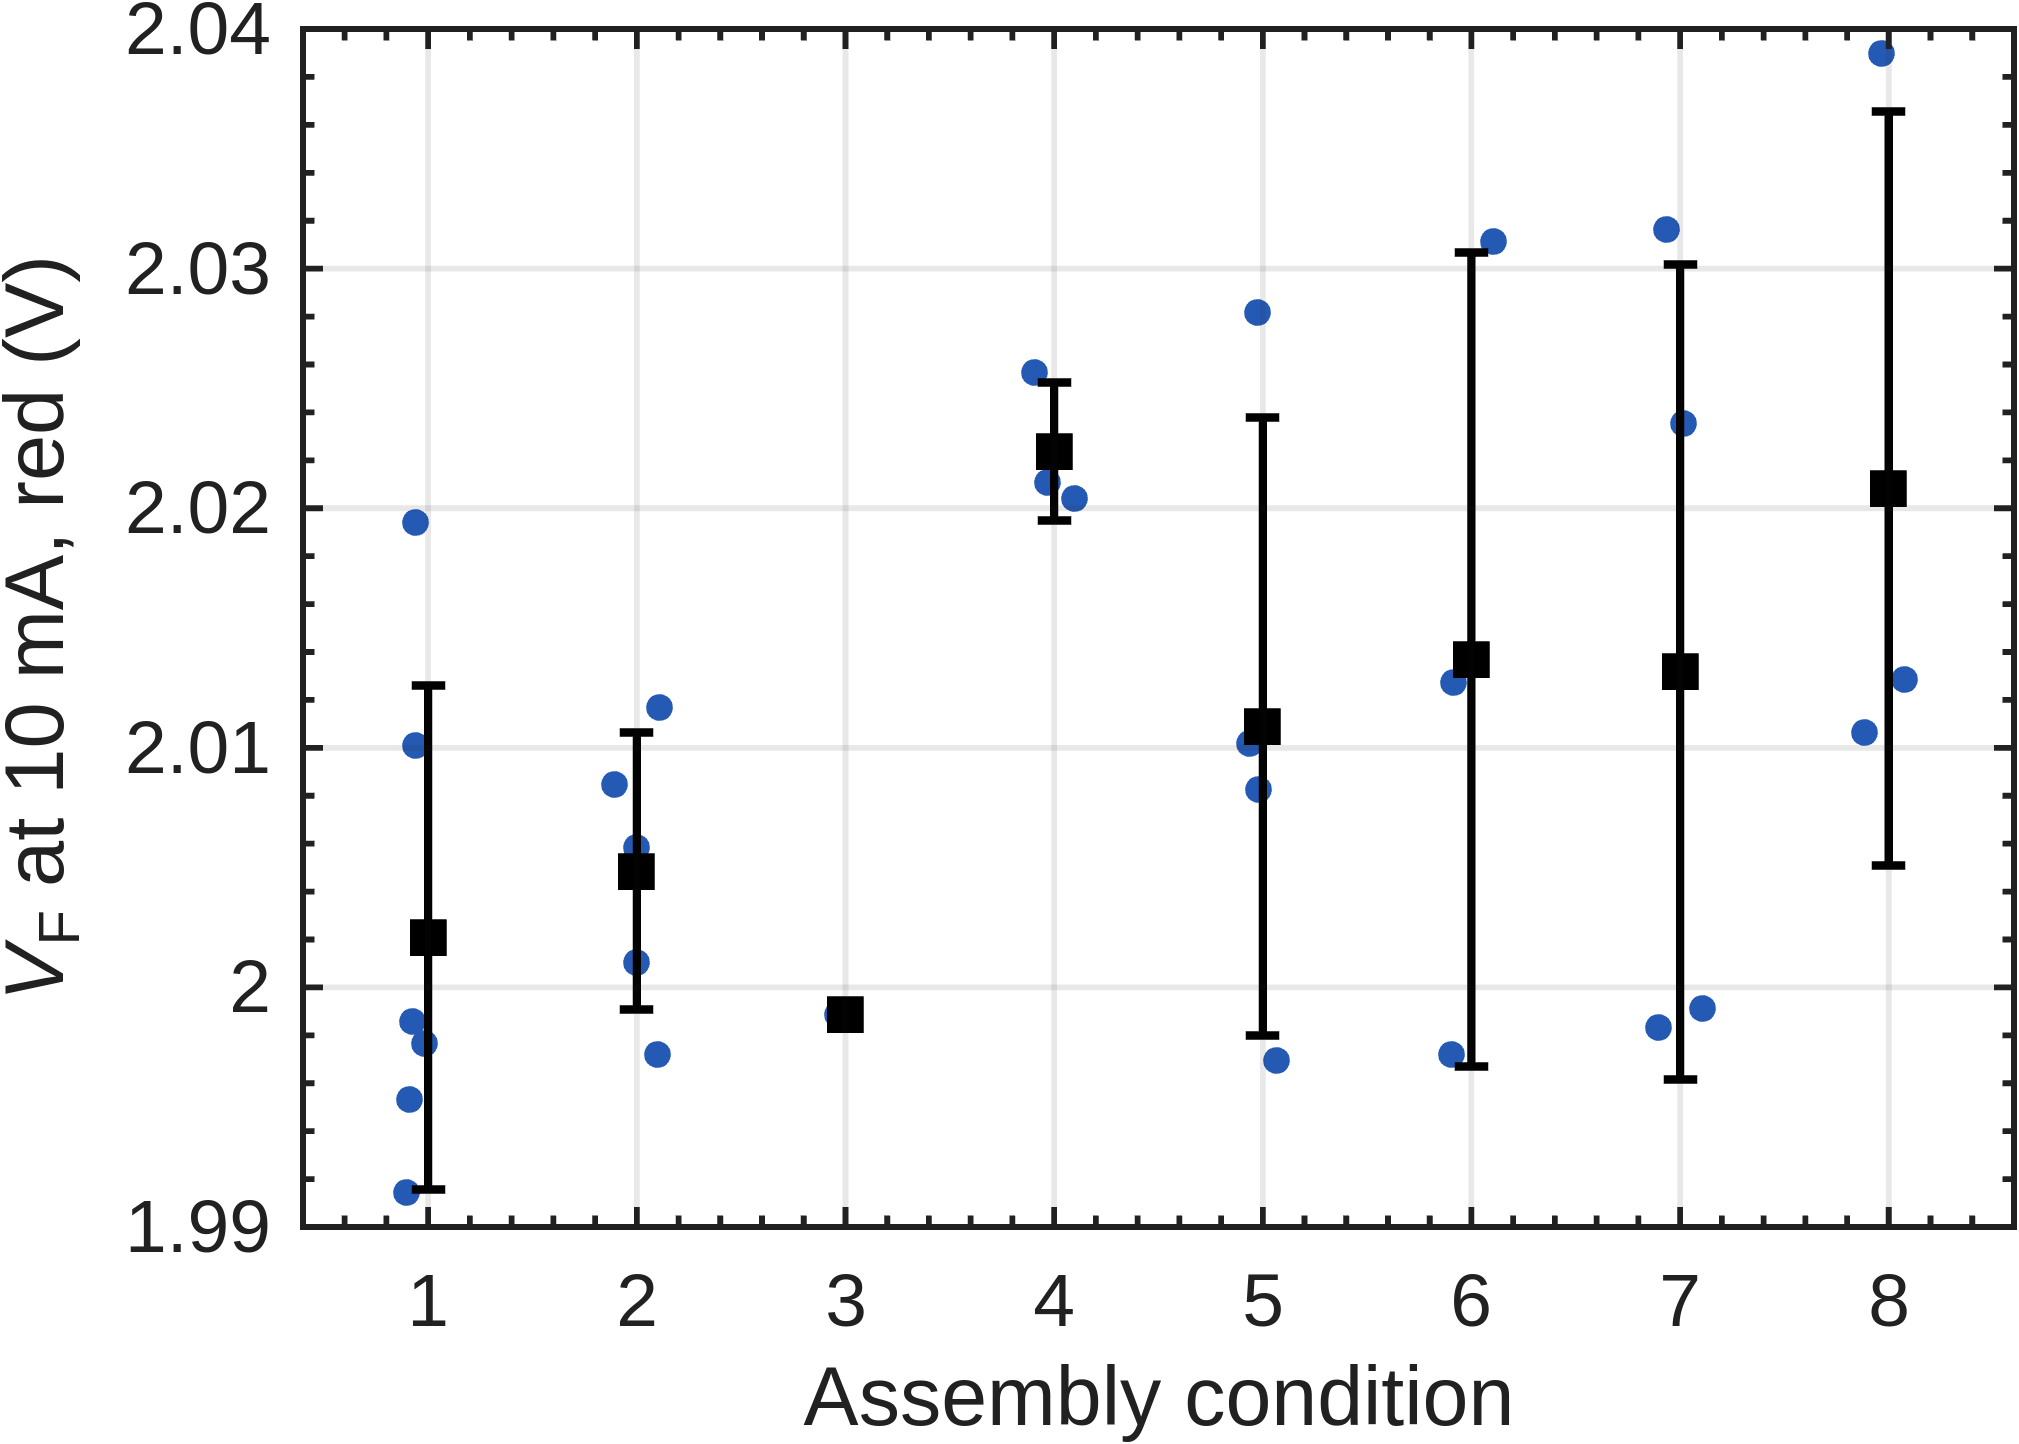 2.04
2.03
2.02
2.01
2
1.99
VF at 10 mA, red (V)
1 2 3 4 5 6 7 8
Assembly condition